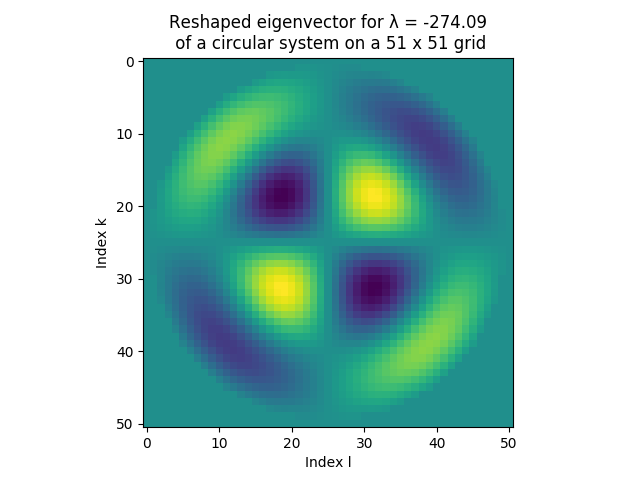 Reshaped eigenvector for λ = -274.09
of a circular system on a 51 x 51 grid
0
10
20
30
40
50
Index k
0 10 20 30 40 50
Index l